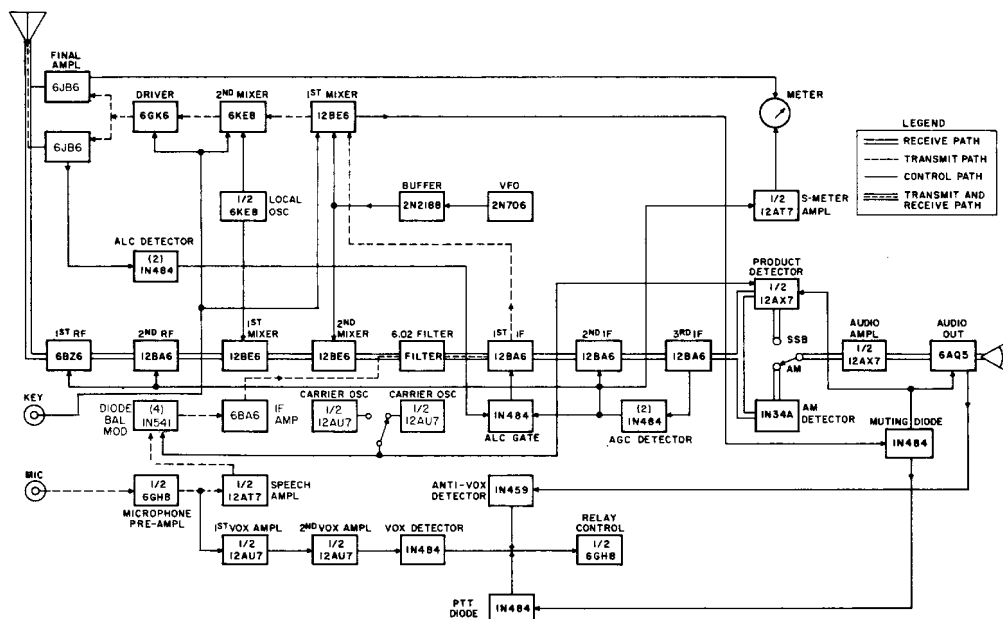 FINAL AMPL
6JB6
6JB6
DRIVER
6GK6
2ND MIXER
6KE8
1ST MIXER
12BE6
METER
LEGEND
RECEIVE PATH
TRANSMIT PATH
CONTROL PATH
TRANSMIT AND RECEIVE PATH
1/2 6KE8
LOCAL OSC
BUFFER
2N2188
VFO
2N706
1/2 12AT7
S-METER AMPL
ALC DETECTOR
(2) 1N484
PRODUCT DETECTOR
1/2 12AX7
SSB
AM
1ST RF
6BZ6
2ND RF
12BA6
1ST MIXER
12BE6
2ND MIXER
12BE6
6.02 FILTER
FILTER
1ST IF
12BA6
2ND IF
12BA6
3RD IF
12BA6
AUDIO AMPL
1/2 12AX7
AUDIO OUT
6AQ5
KEY
DIODE BAL MOD
(4) 1N541
6BA6
IF AMP
CARRIER OSC
1/2 12AU7
CARRIER OSC
1/2 12AU7
1N484
ALC GATE
(2) 1N484
AGC DETECTOR
1N34A
AM DETECTOR
MUTING DIODE
1N484
MIC
1/2 6GH8
MICROPHONE PRE-AMPL
1/2 12AT7
SPEECH AMPL
ANTI-VOX DETECTOR
1N459
1ST VOX AMPL
1/2 12AU7
2ND VOX AMPL
1/2 12AU7
VOX DETECTOR
1N484
RELAY CONTROL
1/2 6GH8
PTT DIODE
1N484